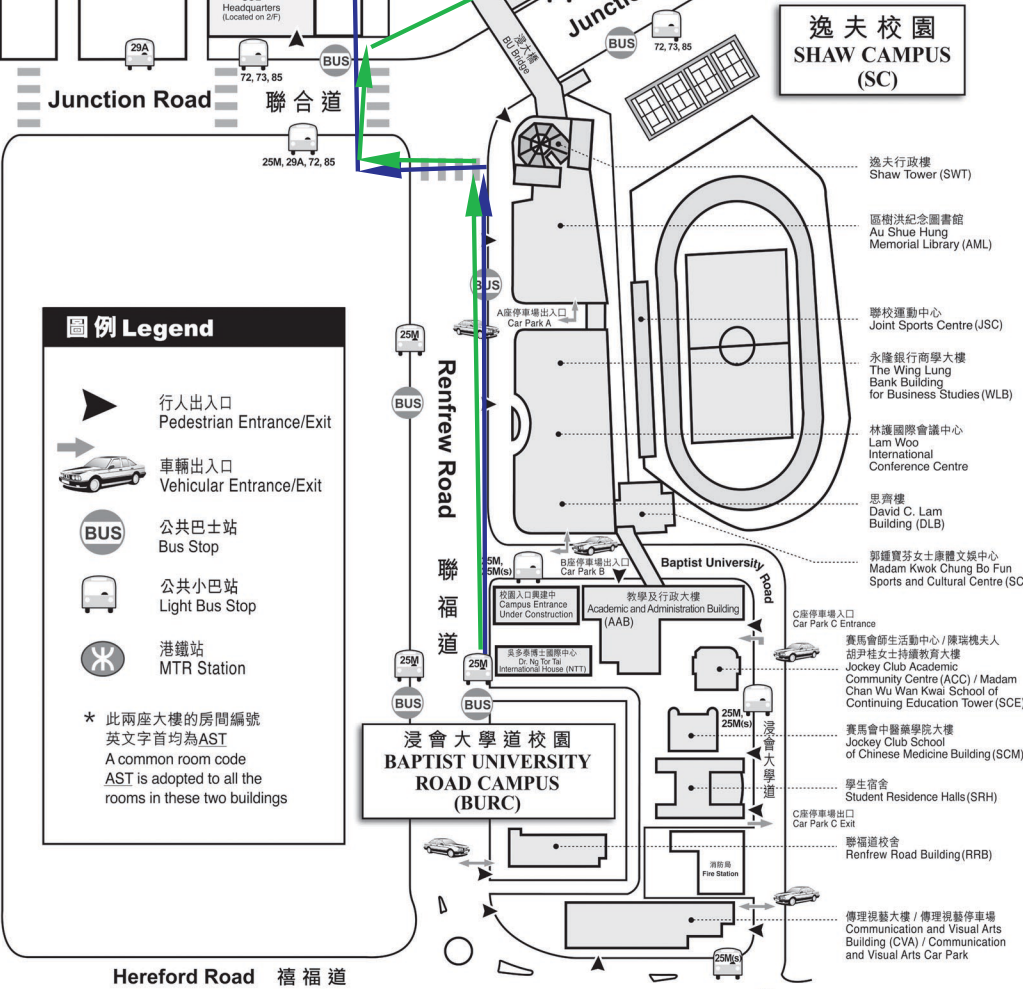 Headquarters
(Located on 2/F)
29A
72, 73, 85
BUS
浸大橋
BU Bridge
BUS
72, 73, 85
逸夫校園
SHAW CAMPUS
(SC)
Junction Road 聯合道
25M, 29A, 72, 85
逸夫行政樓
Shaw Tower (SWT)
區樹洪紀念圖書館
Au Shue Hung
Memorial Library (AML)
BUS
A座停車場出入口
Car Park A
聯校運動中心
Joint Sports Centre (JSC)
永隆銀行商學大樓
The Wing Lung
Bank Building
for Business Studies (WLB)
林護國際會議中心
Lam Woo
International
Conference Centre
思齊樓
David C. Lam
Building (DLB)
郭鍾寶芬女士康體文娛中心
Madam Kwok Chung Bo Fun
Sports and Cultural Centre (SC
圖例 Legend
行人出入口
Pedestrian Entrance/Exit
車輛出入口
Vehicular Entrance/Exit
BUS
公共巴士站
Bus Stop
公共小巴站
Light Bus Stop
港鐵站
MTR Station
* 此兩座大樓的房間編號
英文字首均為AST
A common room code
AST is adopted to all the
rooms in these two buildings
25M
BUS
Renfrew Road
聯福道
25M,
25M(s)
B座停車場出入口
Car Park B
Baptist University Road
校園入口興建中
Campus Entrance
Under Construction
教學及行政大樓
Academic and Administration Building
(AAB)
吳多泰博士國際中心
Dr. Ng Tor Tai
International House (NTT)
25M
BUS
25M
BUS
C座停車場入口
Car Park C Entrance
賽馬會師生活動中心 / 陳瑞槐夫人
胡尹桂女士持續教育大樓
Jockey Club Academic
Community Centre (ACC) / Madam
Chan Wu Wan Kwai School of
Continuing Education Tower (SCE)
25M,
25M(s)
浸會大學道
賽馬會中醫藥學院大樓
Jockey Club School
of Chinese Medicine Building (SCM)
學生宿舍
Student Residence Halls (SRH)
C座停車場出口
Car Park C Exit
浸會大學道校園
BAPTIST UNIVERSITY
ROAD CAMPUS
(BURC)
聯福道校舍
Renfrew Road Building (RRB)
消防局
Fire Station
傳理視藝大樓 / 傳理視藝停車場
Communication and Visual Arts
Building (CVA) / Communication
and Visual Arts Car Park
25M(s)
Hereford Road 禧福道